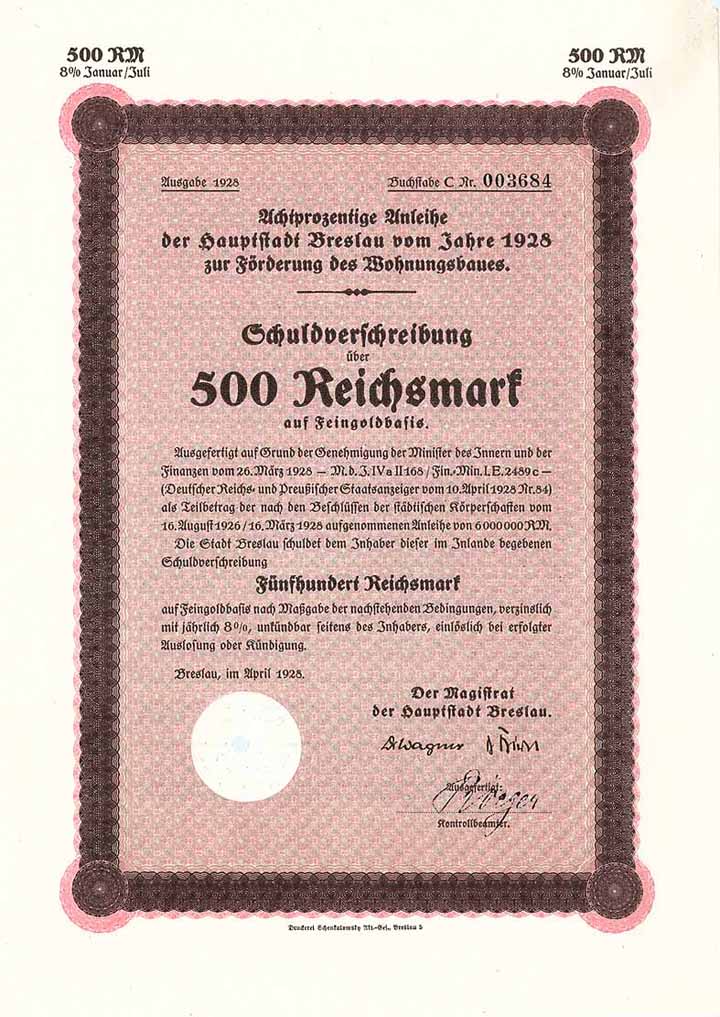 500 RM
8% Januar/Juli
500 RM
8% Januar/Juli
Ausgabe 1928
Buchstabe C Nr. 003684
Achtprozentige Anleihe
der Hauptstadt Breslau vom Jahre 1928
zur Förderung des Wohnungsbaues.
Schuldverschreibung
über
500 Reichsmark
auf Feingoldbasis.
Ausgefertigt auf Grund der Genehmigung der Minister des Innern und der
Finanzen vom 26. März 1928 – M. d. J. IV a II 168 / Fin.-Min. I. E. 2489 c –
(Deutscher Reichs- und Preußischer Staatsanzeiger vom 10. April 1928 Nr. 84)
als Teilbetrag der nach den Beschlüssen der städtischen Körperschaften vom
16. August 1926 / 16. März 1928 aufgenommenen Anleihe von 6 000 000 RM.
Die Stadt Breslau schuldet dem Inhaber dieser im Inlande begebenen
Schuldverschreibung
Fünfhundert Reichsmark
auf Feingoldbasis nach Maßgabe der nachstehenden Bedingungen, verzinslich
mit jährlich 8%, unkündbar seitens des Inhabers, einlöslich bei erfolgter
Auslosung oder Kündigung.
Breslau, im April 1928.
Der Magistrat
der Hauptstadt Breslau.
Wagner
Ausgefertigt:
Kontrollbeamter.
Druckerei Schenkalowsky Akt.-Ges., Breslau 5